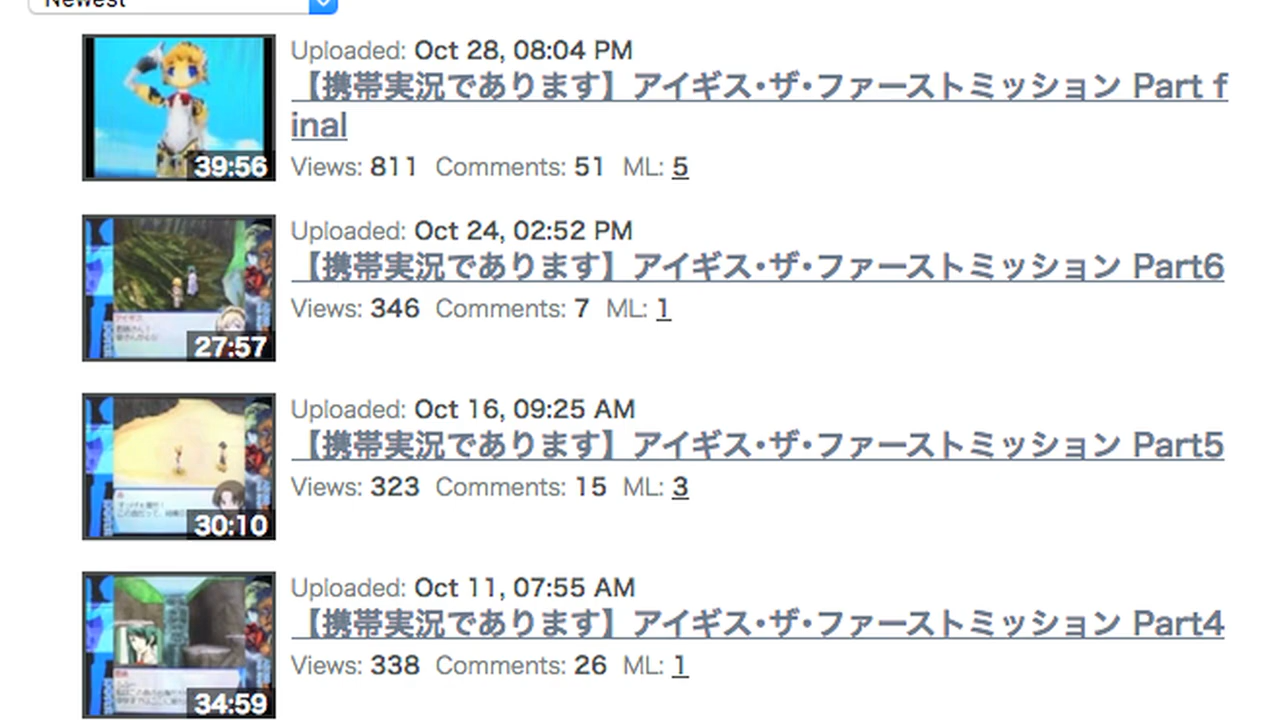 Newest
Uploaded: Oct 28, 08:04 PM
【携帯実況であります】アイギス・ザ・ファーストミッション Part f
inal
39:56
Views: 811 Comments: 51 ML: 5
Uploaded: Oct 24, 02:52 PM
【携帯実況であります】アイギス・ザ・ファーストミッション Part6
Views: 346 Comments: 7 ML: 1
アイギス
27:57
Uploaded: Oct 16, 09:25 AM
【携帯実況であります】アイギス・ザ・ファーストミッション Part5
Views: 323 Comments: 15 ML: 3
30:10
Uploaded: Oct 11, 07:55 AM
【携帯実況であります】アイギス・ザ・ファーストミッション Part4
Views: 338 Comments: 26 ML: 1
34:59